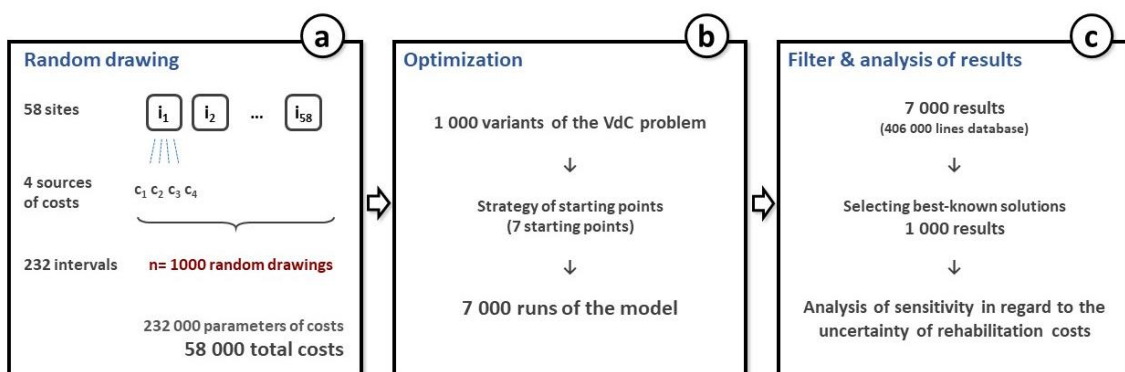 a
Random drawing
58 sites
i₁ i₂ ... i₅₈
4 sources
of costs
c₁ c₂ c₃ c₄
232 intervals
n= 1000 random drawings
232 000 parameters of costs
58 000 total costs
b
Optimization
1 000 variants of the VdC problem
↓
Strategy of starting points
(7 starting points)
↓
7 000 runs of the model
c
Filter & analysis of results
7 000 results
(406 000 lines database)
↓
Selecting best-known solutions
1 000 results
↓
Analysis of sensitivity in regard to the
uncertainty of rehabilitation costs